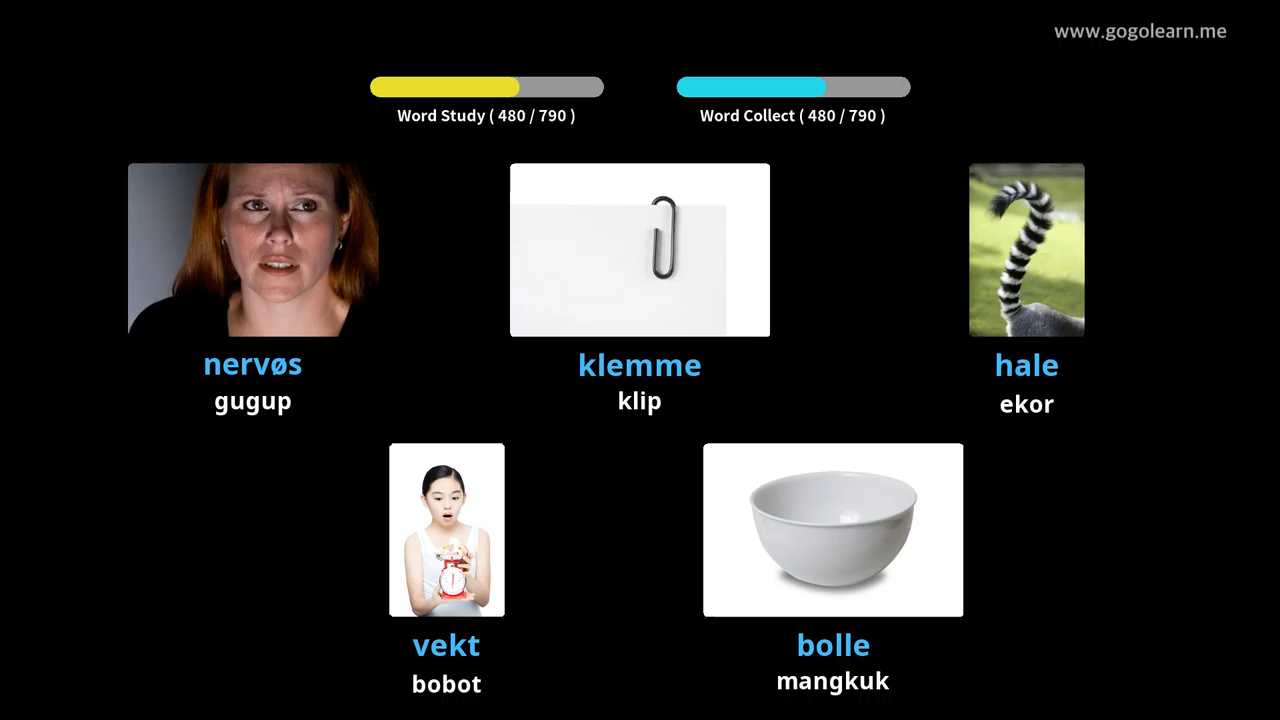 www.gogolearn.me
Word Study ( 480 / 790 )
Word Collect ( 480 / 790 )
nervøs
gugup
klemme
klip
hale
ekor
vekt
bobot
bolle
mangkuk